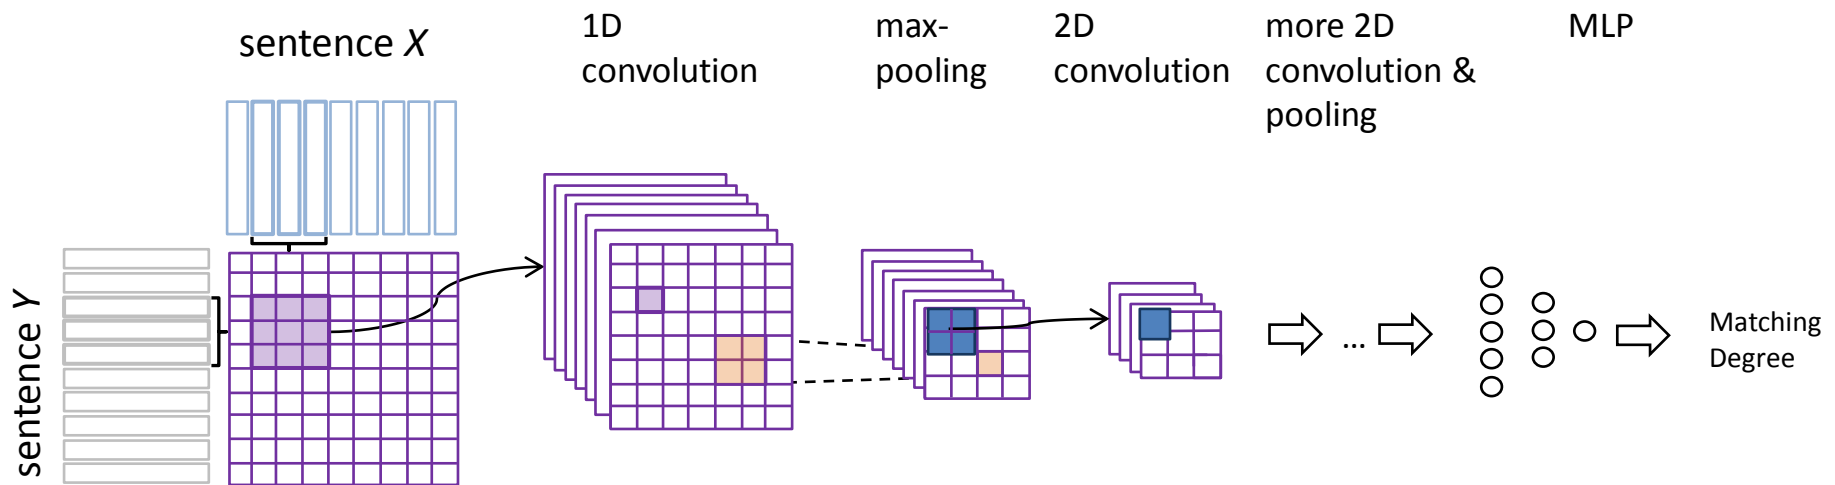 sentence X
1D
convolution
max-
pooling
2D
convolution
more 2D
convolution &
pooling
MLP
sentence Y
...
Matching
Degree